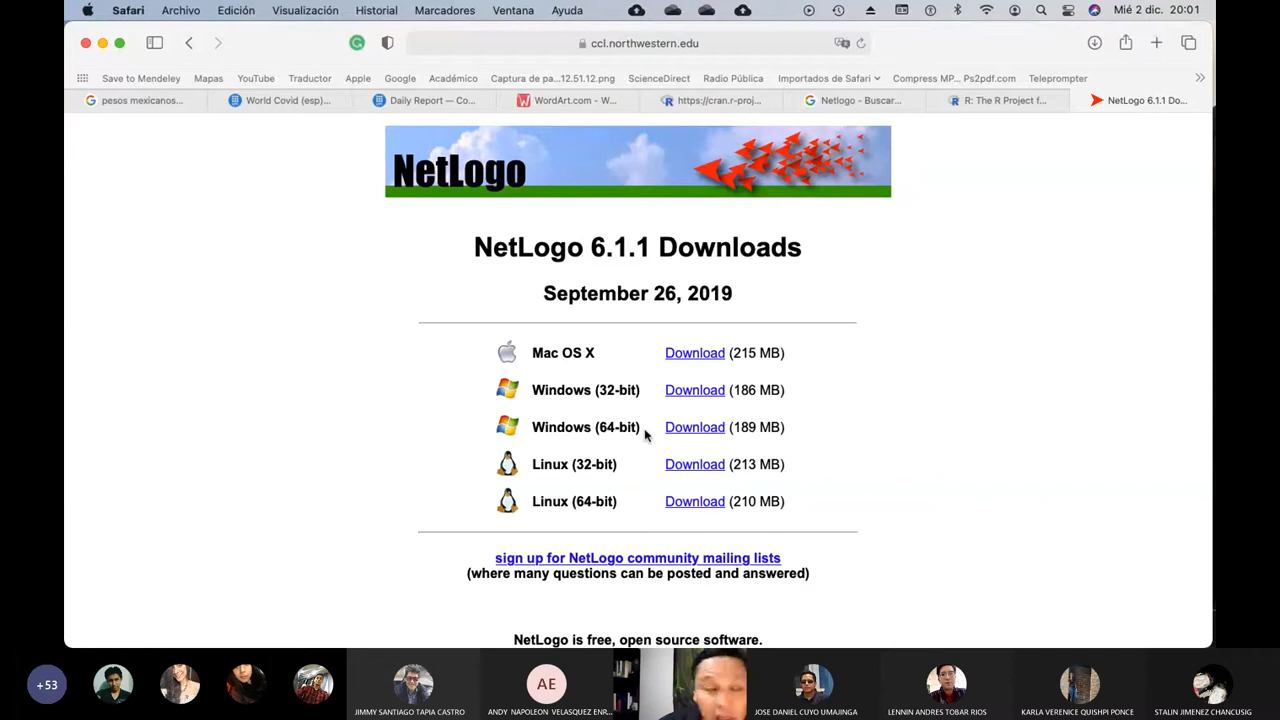 Safari Archivo Edición Visualización Historial Marcadores Ventana Ayuda Mié 2 dic. 20:01
ccl.northwestern.edu
Save to Mendeley Mapas YouTube Traductor Apple Google Académico Captura de pa...12.51.12.png ScienceDirect Radio Pública Importados de Safari Compress MP... Ps2pdf.com Teleprompter
pesos mexicanos... World Covid (esp)... Daily Report — Co... WordArt.com - W... https://cran.r-proj... Netlogo - Buscar... R: The R Project f... NetLogo 6.1.1 Do...
NetLogo
NetLogo 6.1.1 Downloads
September 26, 2019
Mac OS X Download (215 MB)
Windows (32-bit) Download (186 MB)
Windows (64-bit) Download (189 MB)
Linux (32-bit) Download (213 MB)
Linux (64-bit) Download (210 MB)
sign up for NetLogo community mailing lists
(where many questions can be posted and answered)
NetLogo is free, open source software.
+53 AE
JIMMY SANTIAGO TAPIA CASTRO ANDY NAPOLEON VELASQUEZ ENR... JOSE DANIEL CUYO UMAJINGA LENNIN ANDRES TOBAR RIOS KARLA VERENICE QUISHPI PONCE STALIN JIMENEZ CHANCUSIG